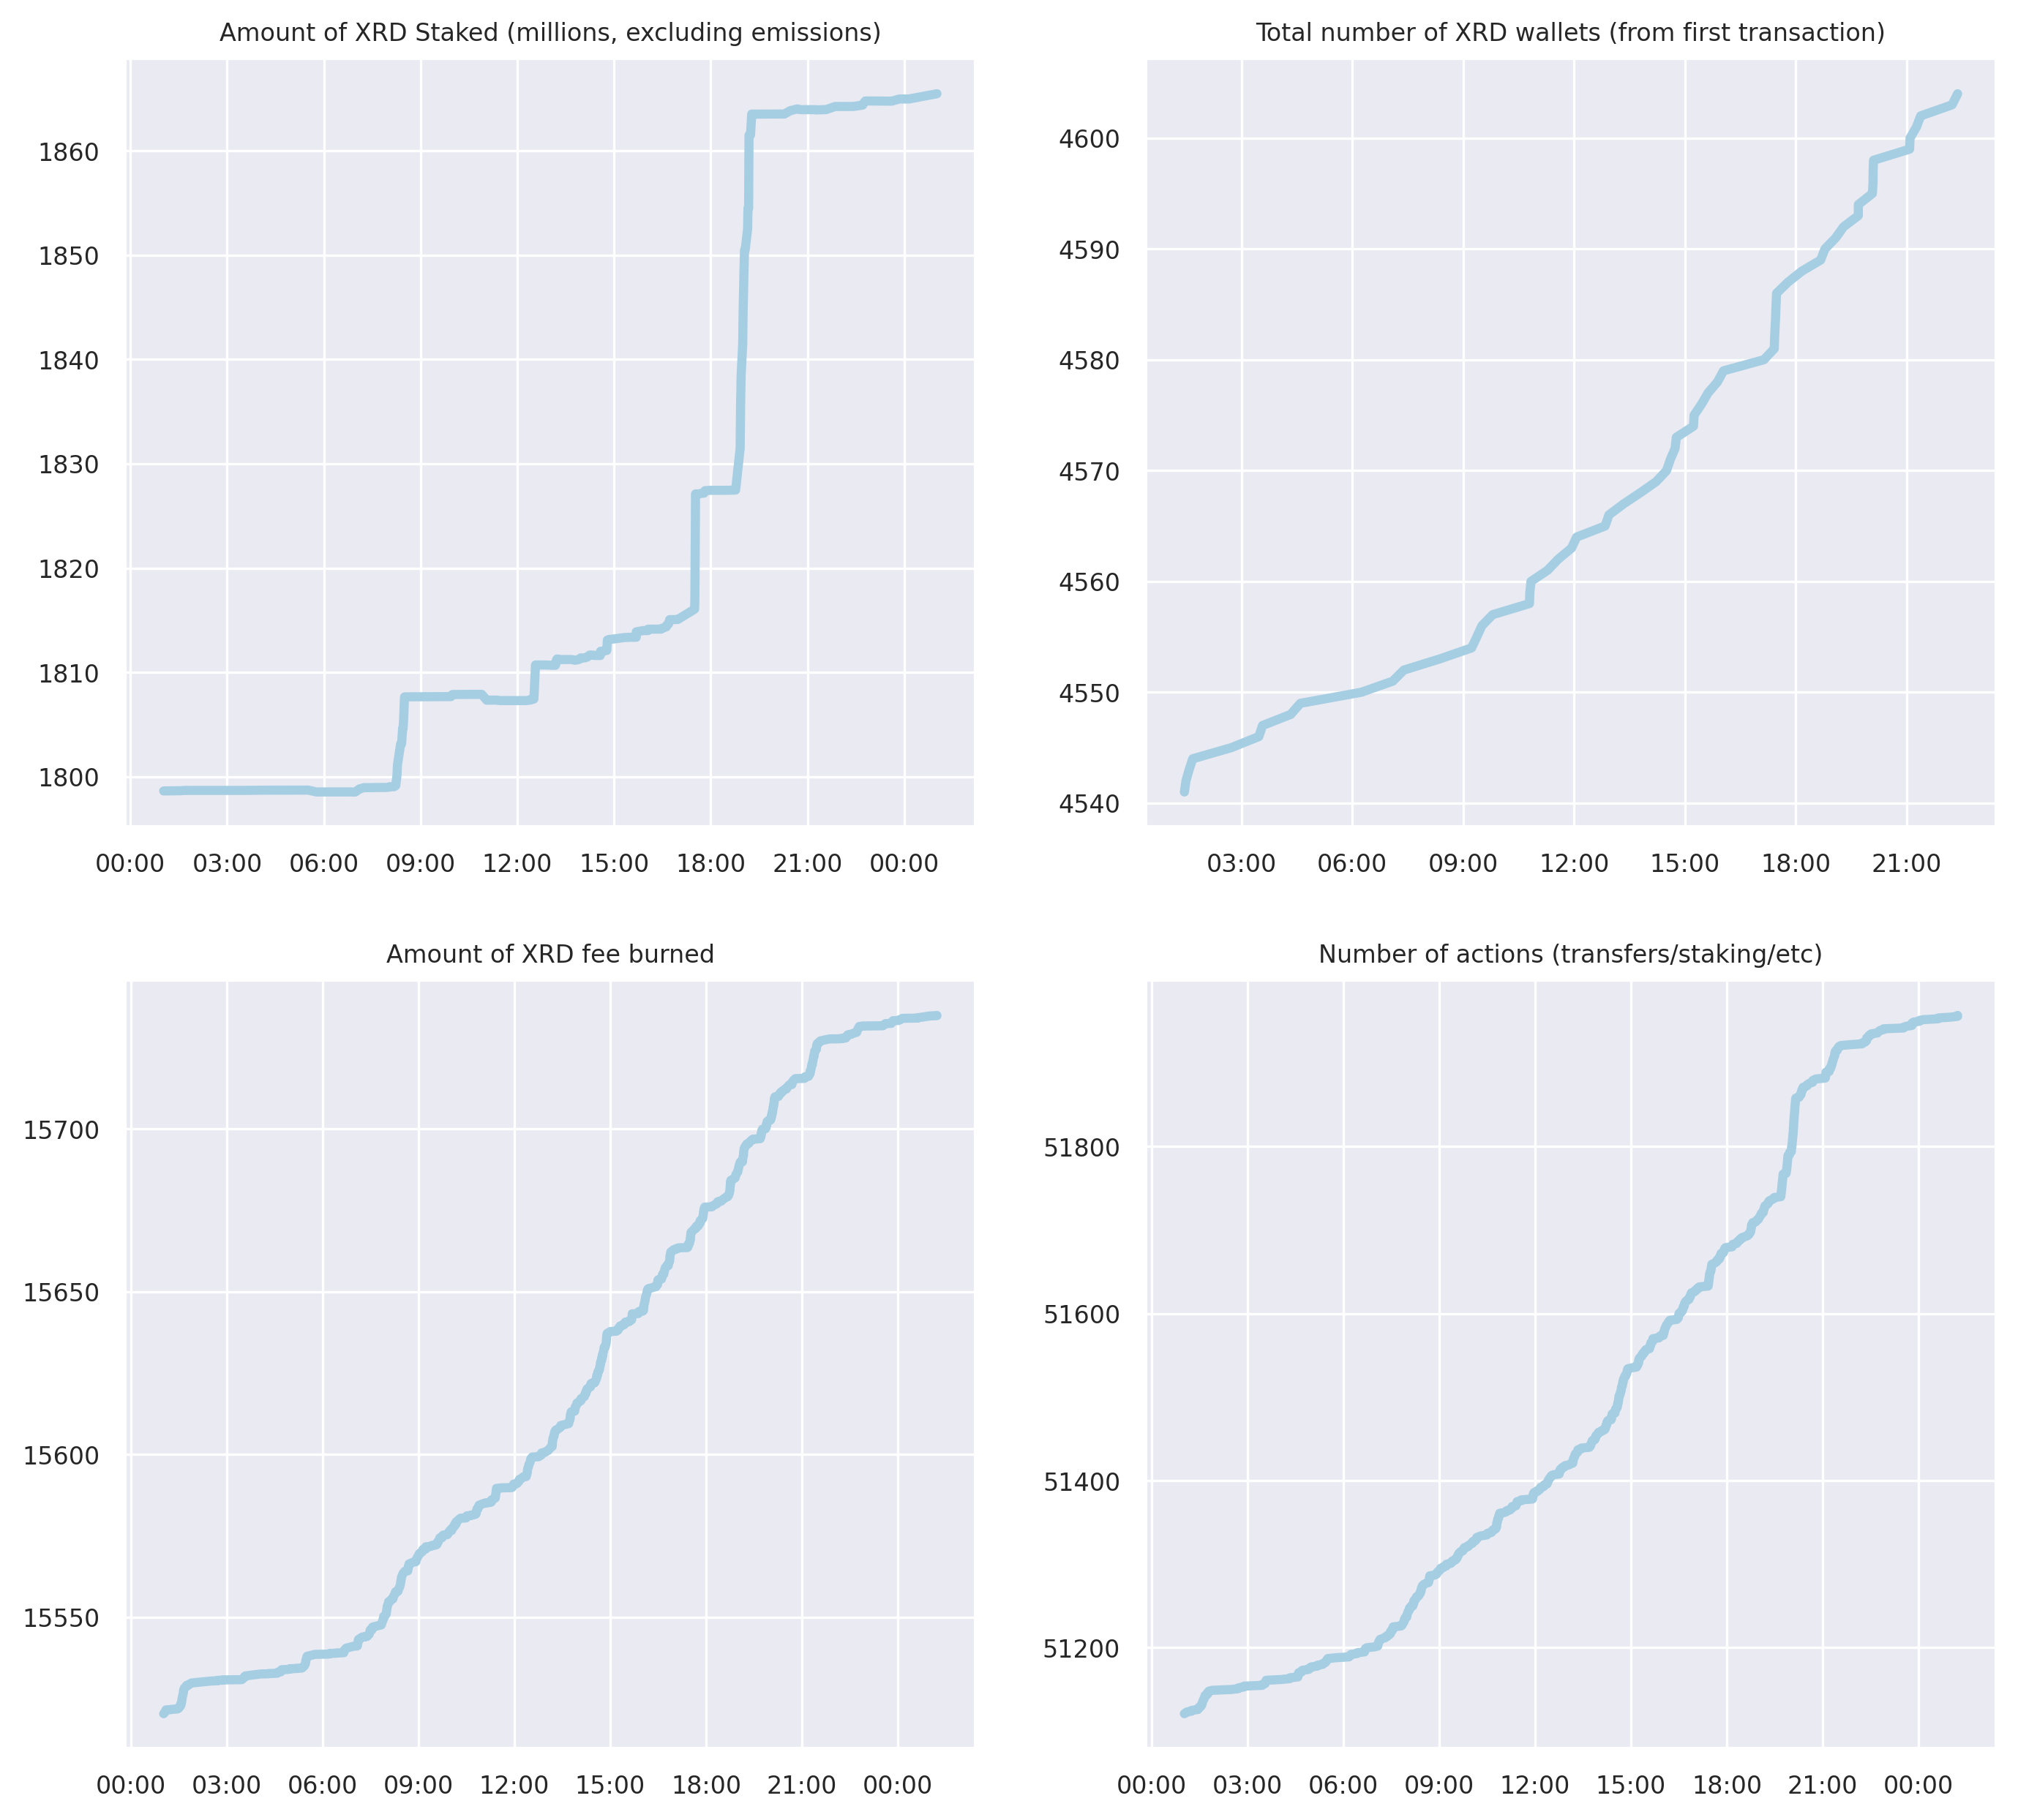 Amount of XRD Staked (millions, excluding emissions)
1860
1850
1840
1830
1820
1810
1800
00:00 03:00 06:00 09:00 12:00 15:00 18:00 21:00 00:00
Total number of XRD wallets (from first transaction)
4600
4590
4580
4570
4560
4550
4540
03:00 06:00 09:00 12:00 15:00 18:00 21:00
Amount of XRD fee burned
15700
15650
15600
15550
00:00 03:00 06:00 09:00 12:00 15:00 18:00 21:00 00:00
Number of actions (transfers/staking/etc)
51800
51600
51400
51200
00:00 03:00 06:00 09:00 12:00 15:00 18:00 21:00 00:00